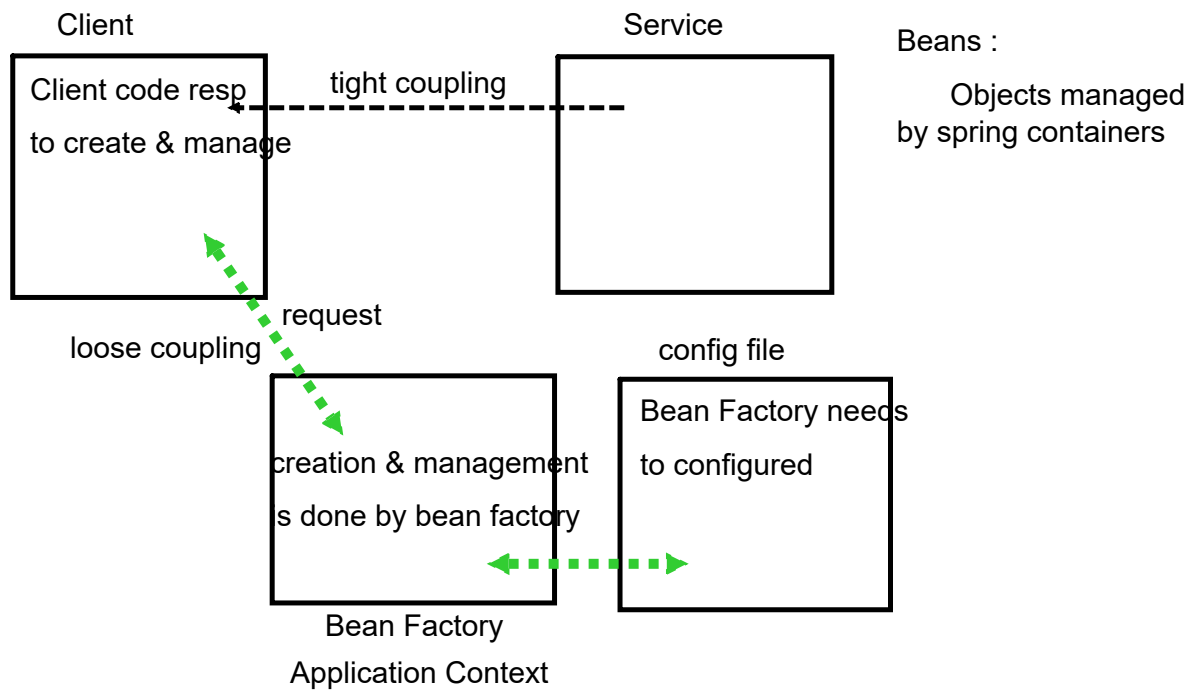 Client
Service
Beans :
Objects managed
by spring containers
Client code resp
to create & manage
tight coupling
request
loose coupling
config file
Bean Factory needs
to configured
creation & management
is done by bean factory
Bean Factory
Application Context